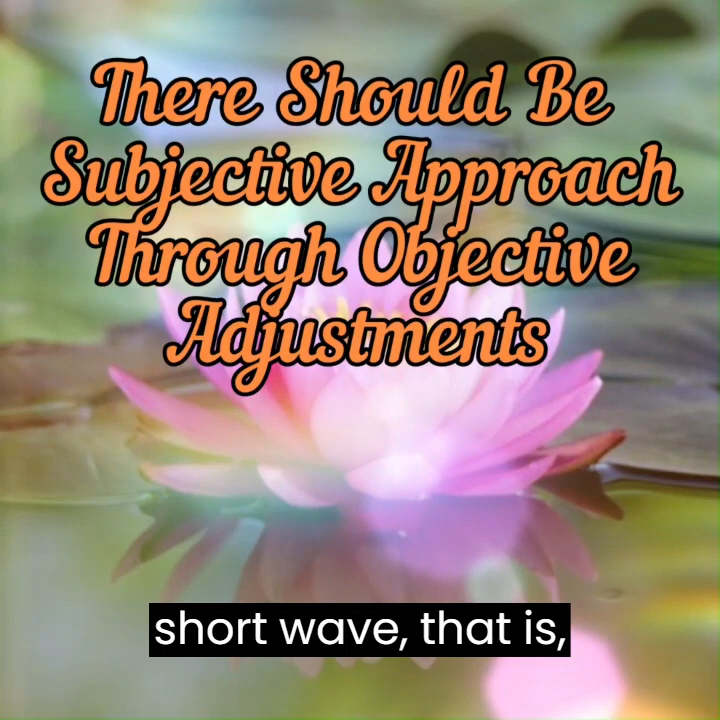 There Should Be
Subjective Approach
Through Objective
Adjustments
short wave, that is,